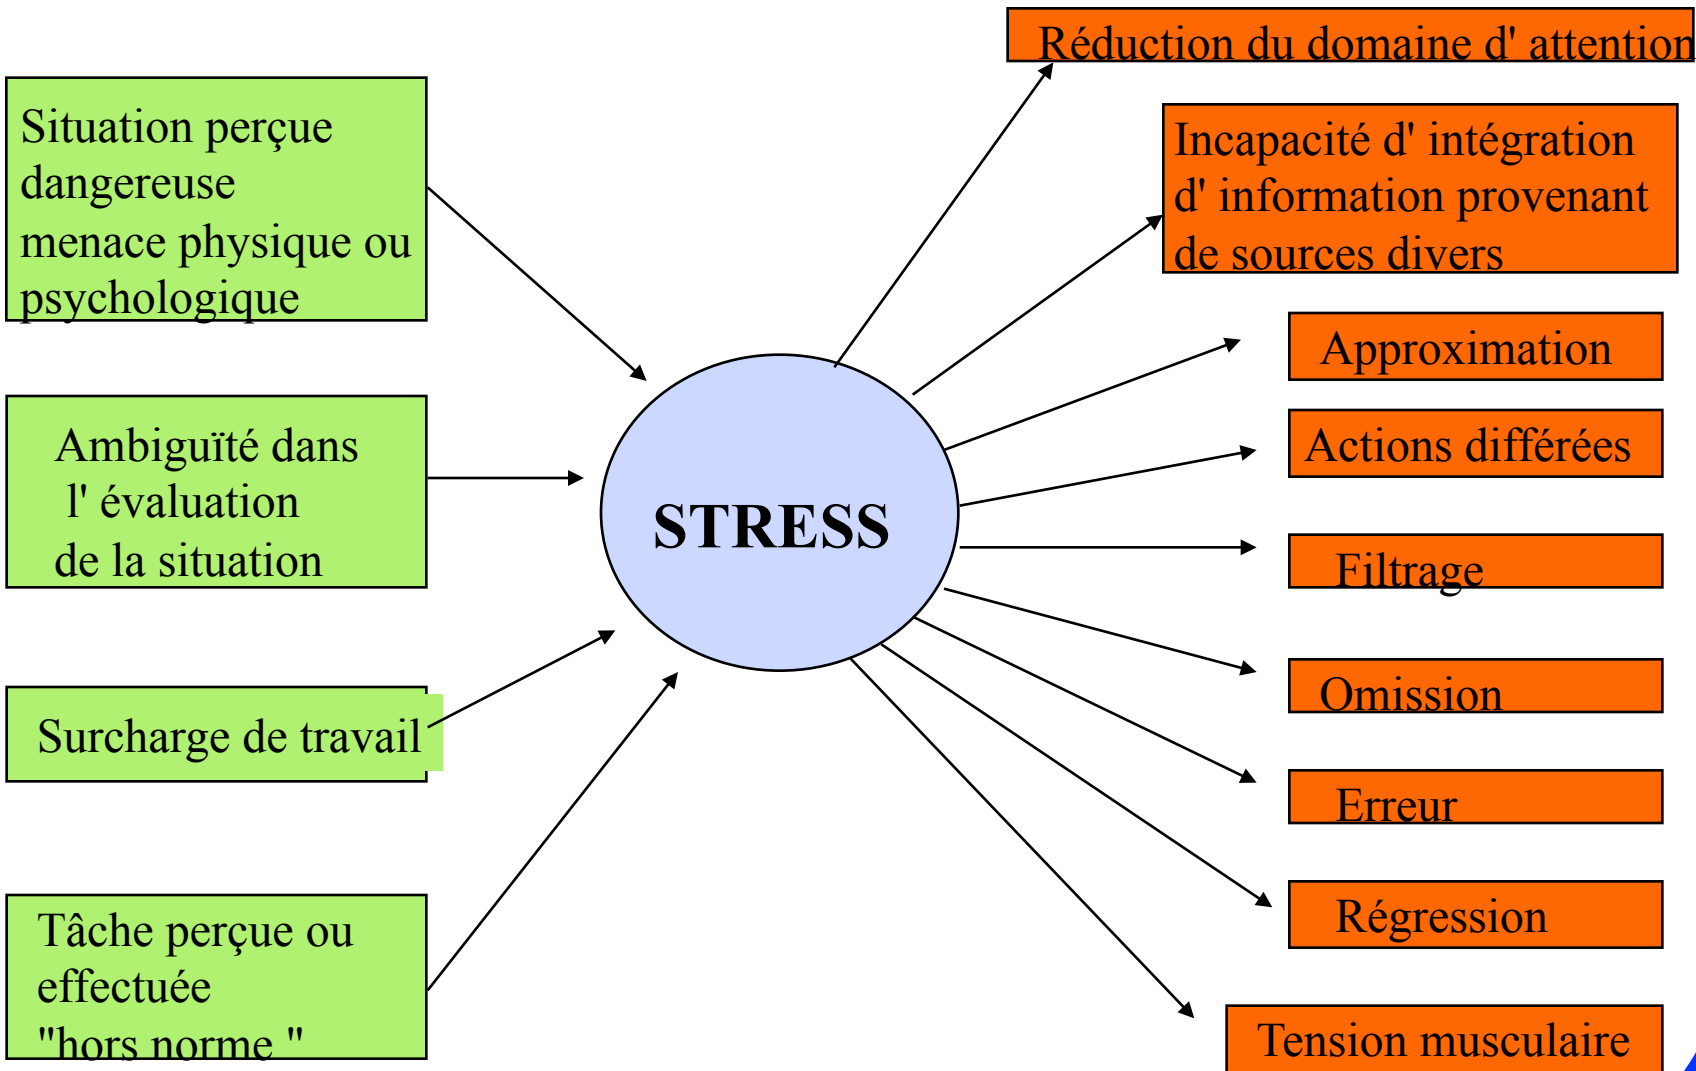 Situation perçue
dangereuse
menace physique ou
psychologique
Ambiguïté dans
l' évaluation
de la situation
Surcharge de travail
Tâche perçue ou
effectuée
"hors norme "
STRESS
Réduction du domaine d' attention
Incapacité d' intégration
d' information provenant
de sources divers
Approximation
Actions différées
Filtrage
Omission
Erreur
Régression
Tension musculaire